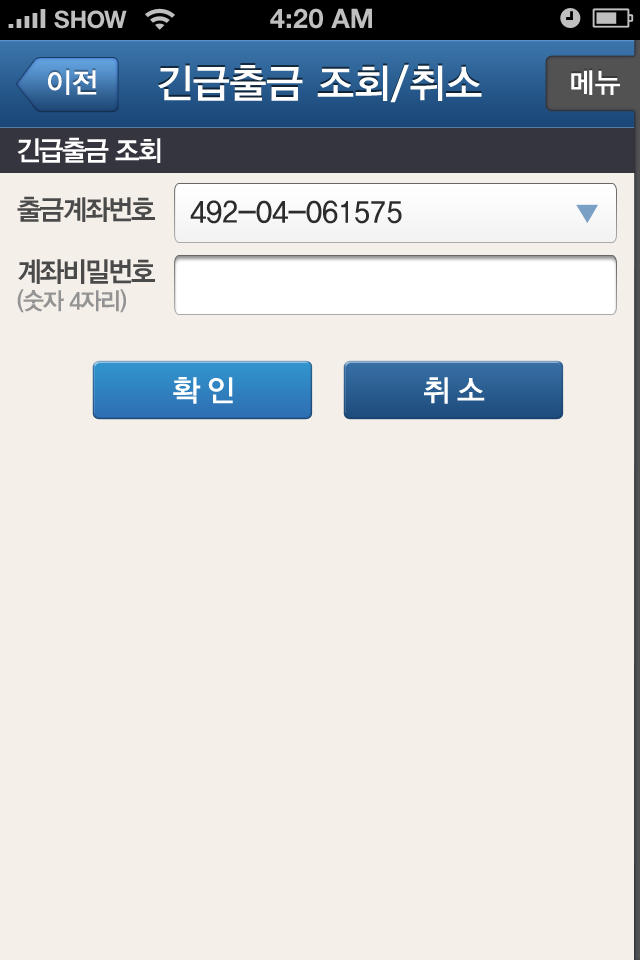 SHOW 4:20 AM
이전 긴급출금 조회/취소 메뉴
긴급출금 조회
출금계좌번호 492-04-061575
계좌비밀번호
(숫자 4자리)
확인 취소